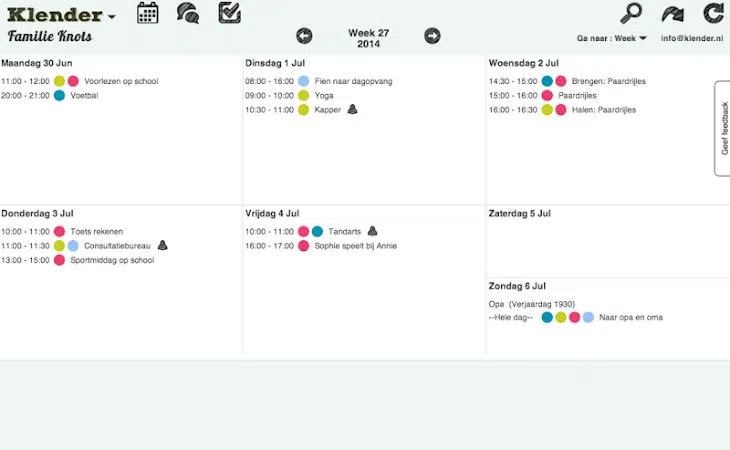 Klender
Familie Knots
Week 27
2014
Ga naar : Week
info@klender.nl
Geef feedback
Maandag 30 Jun
11:00 - 12:00 Voorlezen op school
20:00 - 21:00 Voetbal
Dinsdag 1 Jul
08:00 - 16:00 Fien naar dagopvang
09:00 - 10:00 Yoga
10:30 - 11:00 Kapper
Woensdag 2 Jul
14:30 - 15:00 Brengen: Paardrijles
15:00 - 16:00 Paardrijles
16:00 - 16:30 Halen: Paardrijles
Donderdag 3 Jul
10:00 - 11:00 Toets rekenen
11:00 - 11:30 Consultatiebureau
13:00 - 15:00 Sportmiddag op school
Vrijdag 4 Jul
10:00 - 11:00 Tandarts
16:00 - 17:00 Sophie speelt bij Annie
Zaterdag 5 Jul
Zondag 6 Jul
Opa (Verjaardag 1930)
--Hele dag-- Naar opa en oma